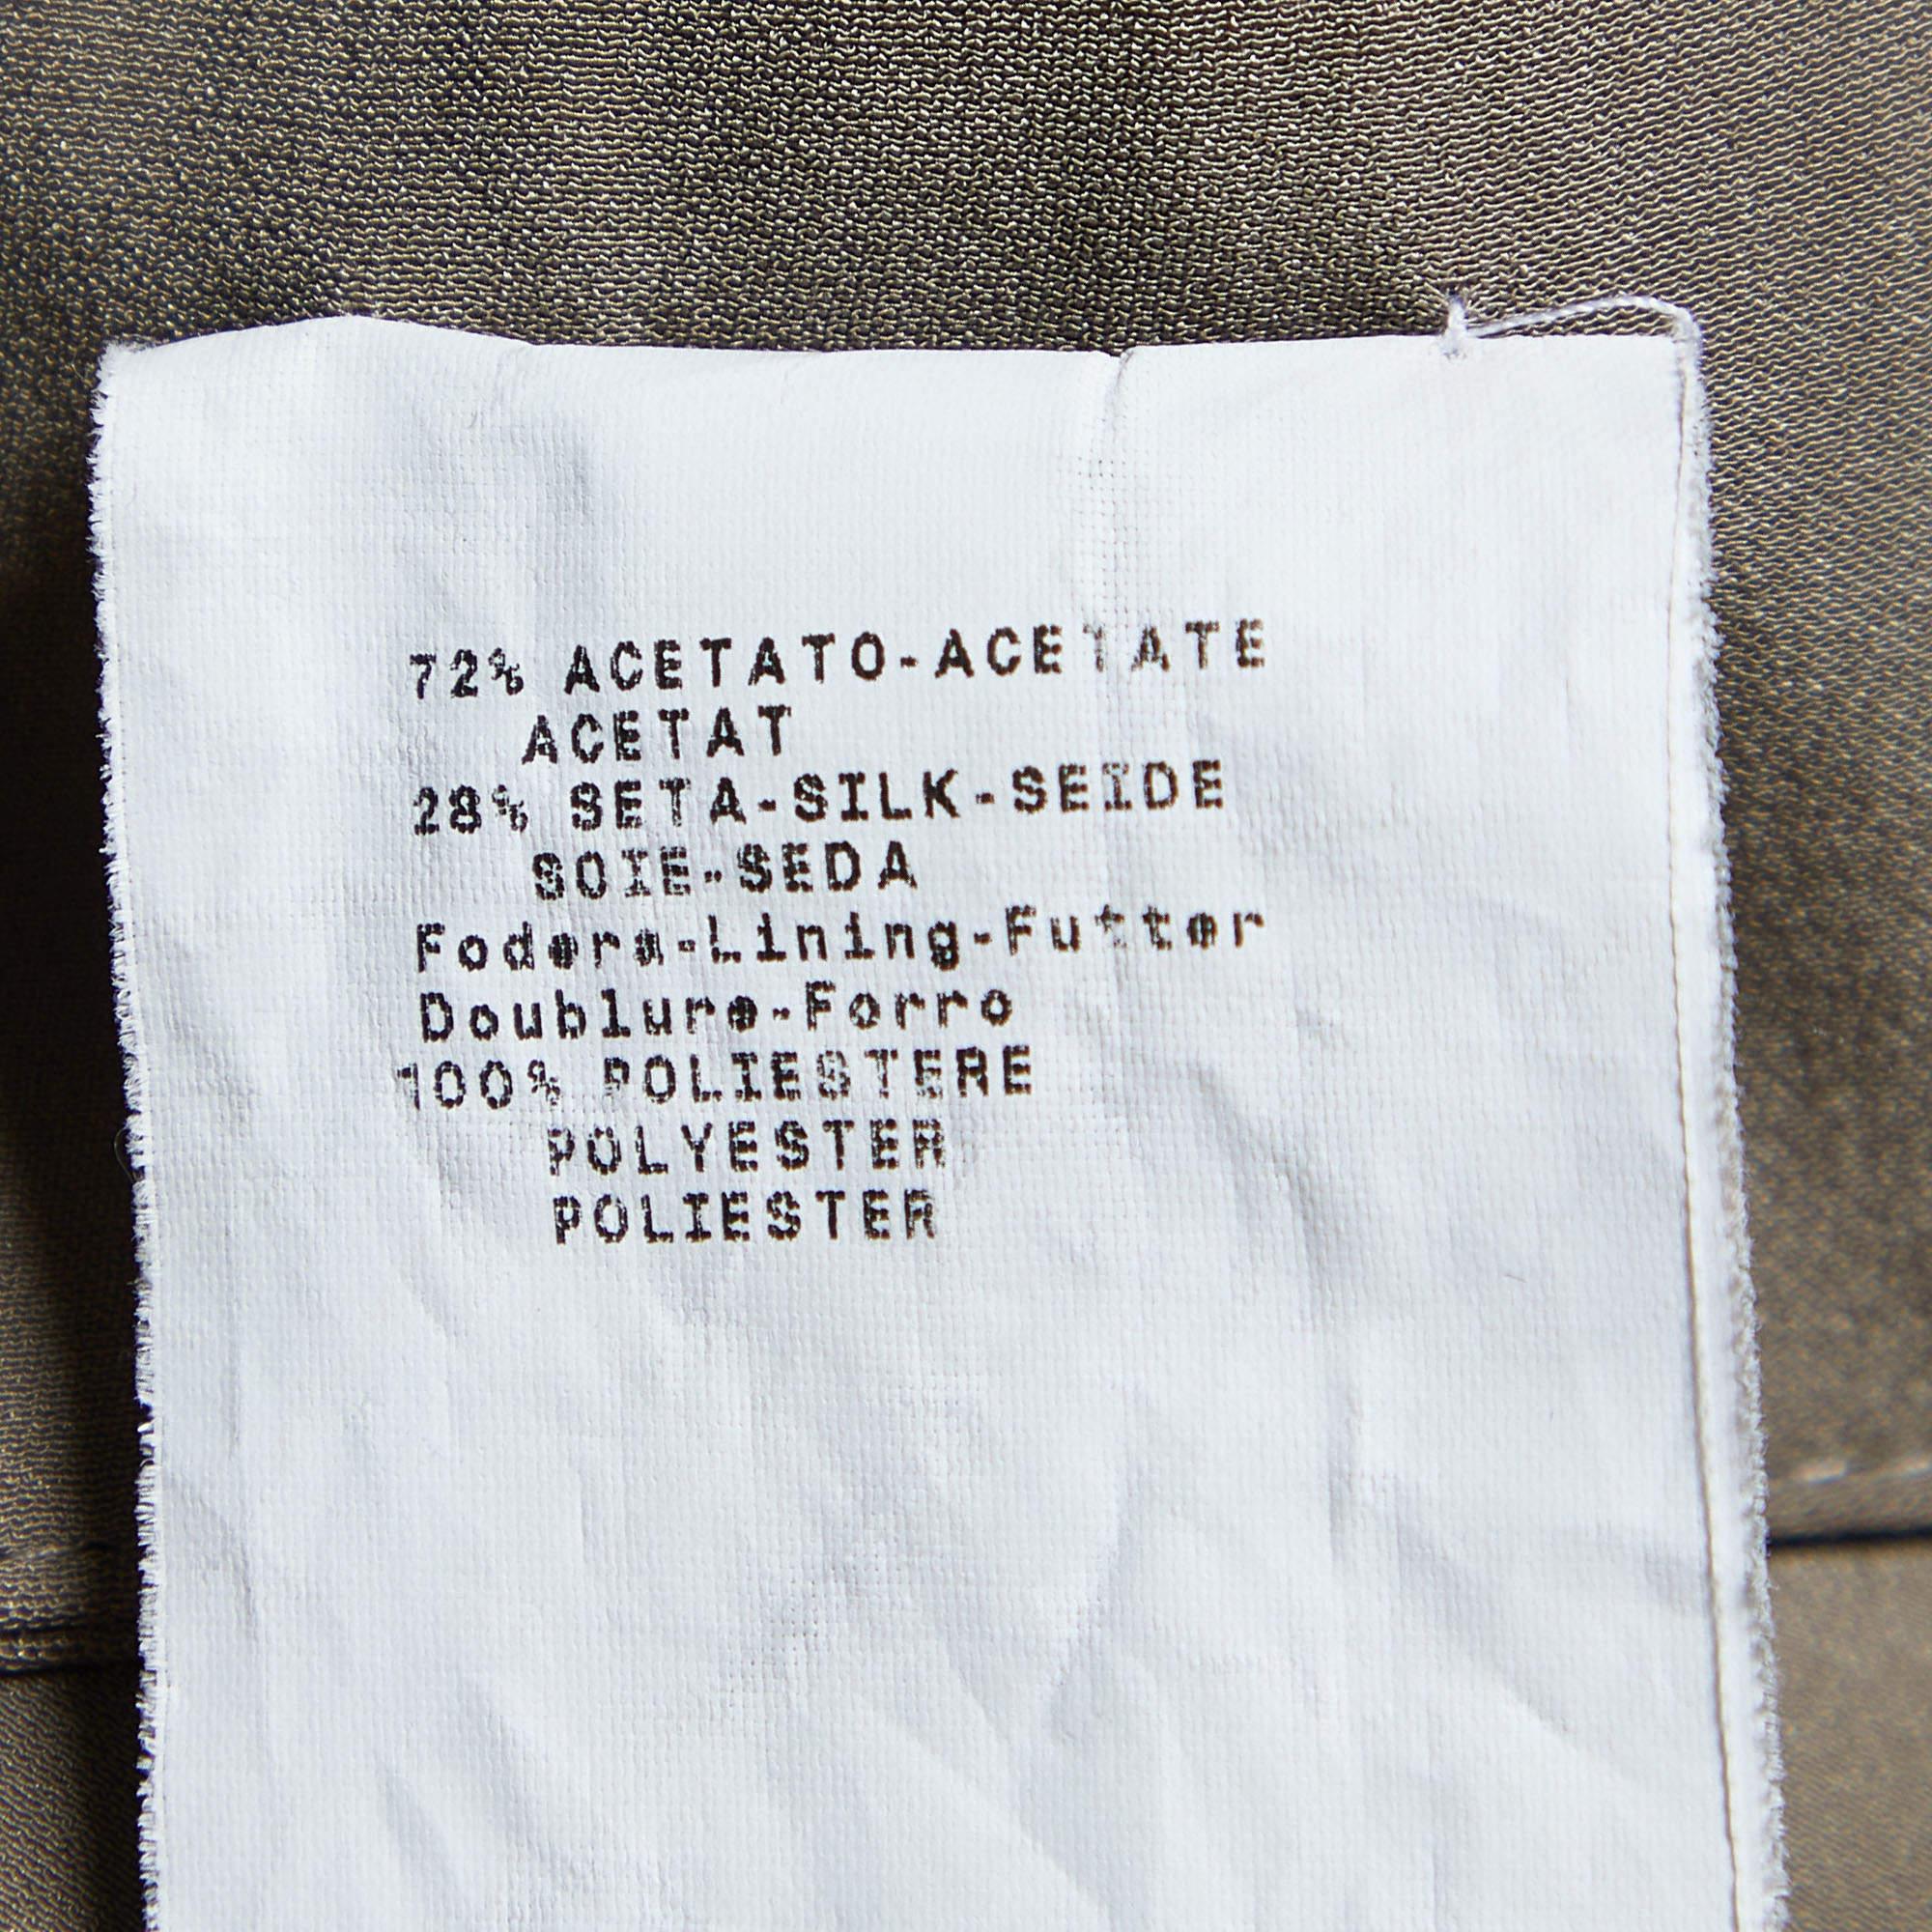 72% ACETATO-ACETATE
ACETAT
28% SETA-SILK-SEIDE
SOIE-SEDA
Fodera-Lining-Futter
Doublure-Forro
100% POLIESTERE
POLYESTER
POLIESTER